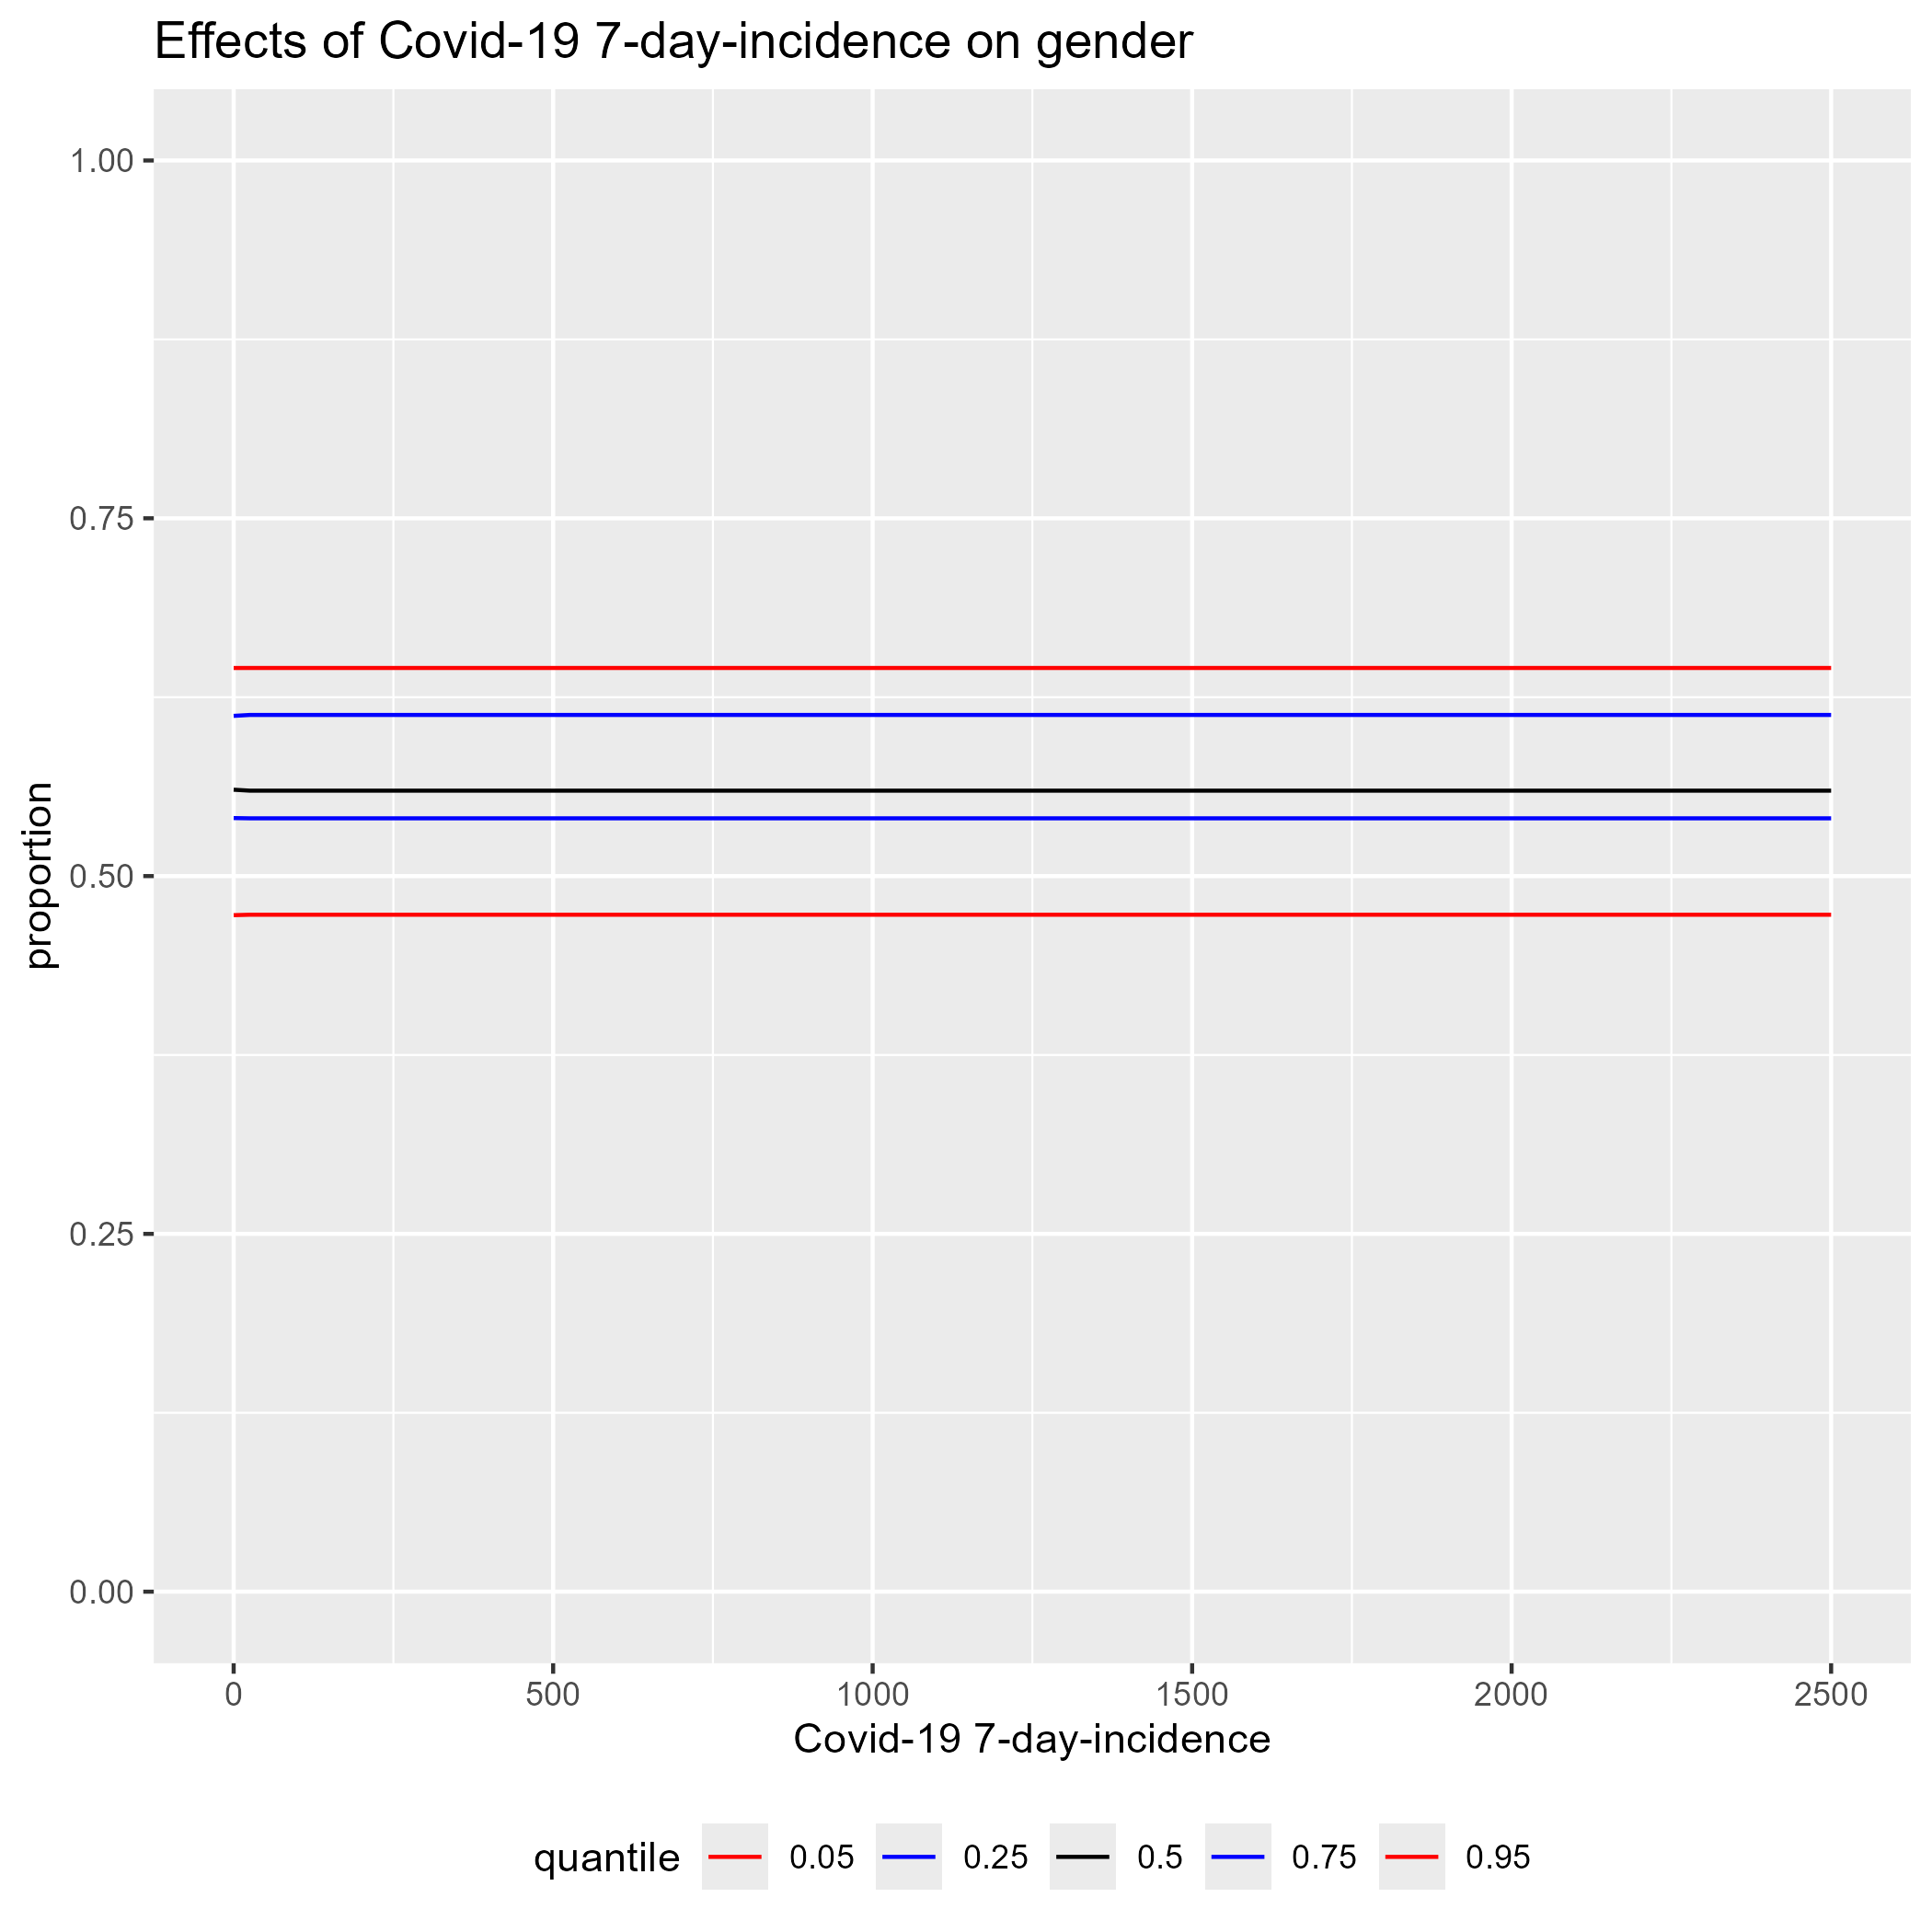 Effects of Covid-19 7-day-incidence on gender
1.00
0.75
0.50
0.25
0.00
proportion
0 500 1000 1500 2000 2500
Covid-19 7-day-incidence
quantile 0.05 0.25 0.5 0.75 0.95